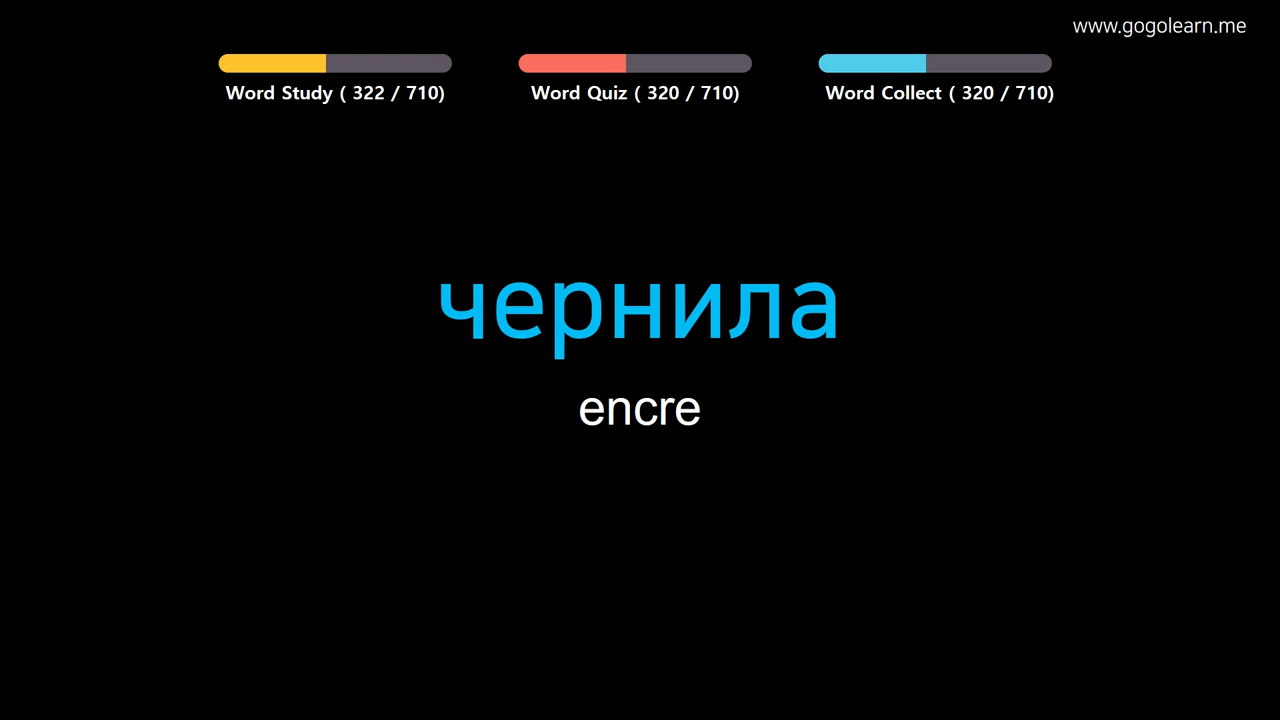 www.gogolearn.me
Word Study ( 322 / 710)
Word Quiz ( 320 / 710)
Word Collect ( 320 / 710)
чернила
encre